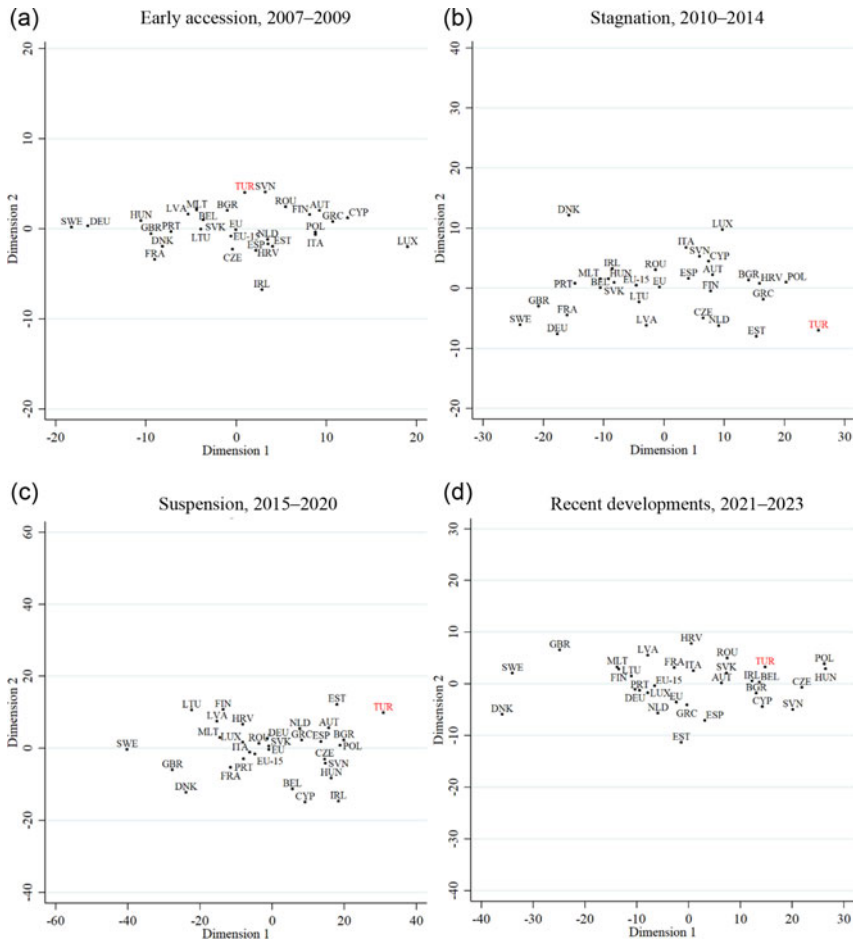 (a)
Early accession, 2007–2009
20
10
0
-10
-20
Dimension 2
TUR SVN
MLT BGR ROU AUT
LVA FIN
HUN BEL GRC CYP
SWE DEU
GBR PRT SVK EU POL
LTU EU-15 NLD
DNK ESP EST ITA LUX
FRA CZE HRV
IRL
-20 -10 0 10 20
Dimension 1
(b)
Stagnation, 2010–2014
40
30
20
10
0
-10
-20
Dimension 2
DNK
LUX
ITA
SVN CYP
IRL ROU AUT
MLT HUN ESP BGR HRV POL
PRT BEL EU-15 EU FIN
SVK GRC
GBR LTU
FRA CZE
SWE LVA NLD
DEU EST TUR
-30 -20 -10 0 10 20 30
Dimension 1
(c)
Suspension, 2015–2020
60
40
20
0
-20
-40
Dimension 2
LTU FIN EST
TUR
LVA
HRV NLD AUT
MLT LUX ROU DEU GRC ESP BGR
SWE ITA SVK POL
EU CZE
GBR PRT EU-15 SVN
FRA HUN
DNK BEL
CYP IRL
-60 -40 -20 0 20 40
Dimension 1
(d)
Recent developments, 2021–2023
30
20
10
0
-10
-20
-30
-40
Dimension 2
HRV
GBR
LVA ROU
MLT FRA TUR POL
SWE LTU ITA SVK
FIN IRL BEL HUN
PRT EU-15 AUT CZE
DEU LUX BGR
EU CYP
DNK NLD GRC SVN
ESP
EST
-40 -30 -20 -10 0 10 20 30
Dimension 1